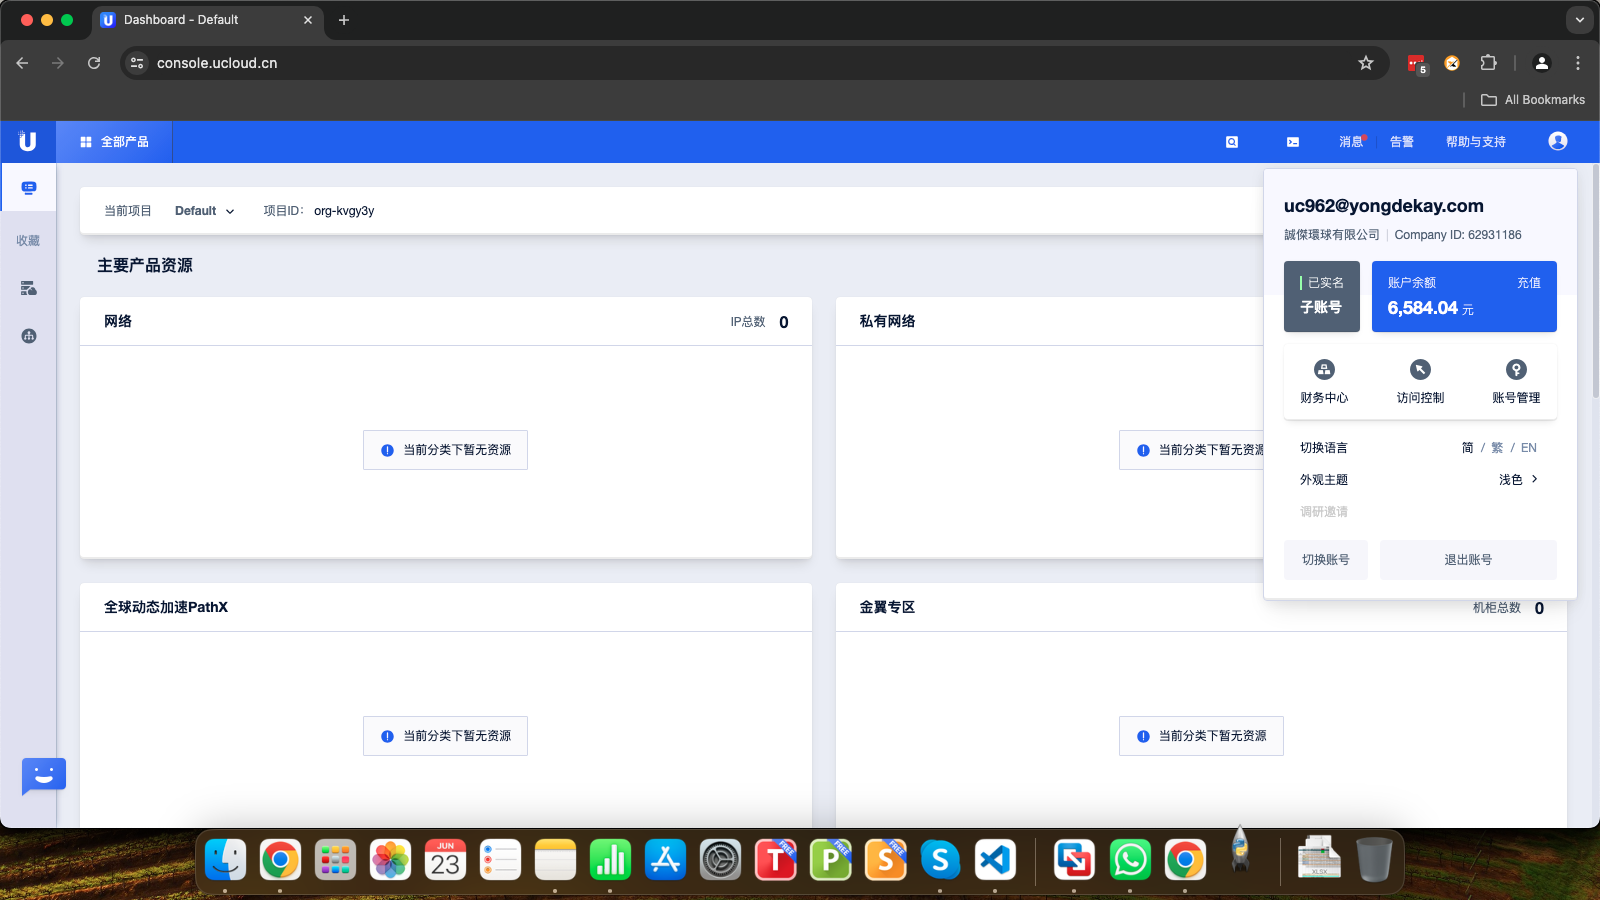 Dashboard - Default
console.ucloud.cn
5
All Bookmarks
全部产品
消息
告警
帮助与支持
收藏
当前项目 Default 项目ID: org-kvgy3y
主要产品资源
网络
IP总数 0
当前分类下暂无资源
私有网络
当前分类下暂无资源
全球动态加速PathX
当前分类下暂无资源
金翼专区
机柜总数 0
当前分类下暂无资源
uc962@yongdekay.com
誠傑環球有限公司 | Company ID: 62931186
已实名
子账号
账户余额 充值
6,584.04 元
财务中心 访问控制 账号管理
切换语言 简 / 繁 / EN
外观主题 浅色
调研邀请
切换账号 退出账号
JUN
23
T FREE
P FREE
S FREE
XLSX